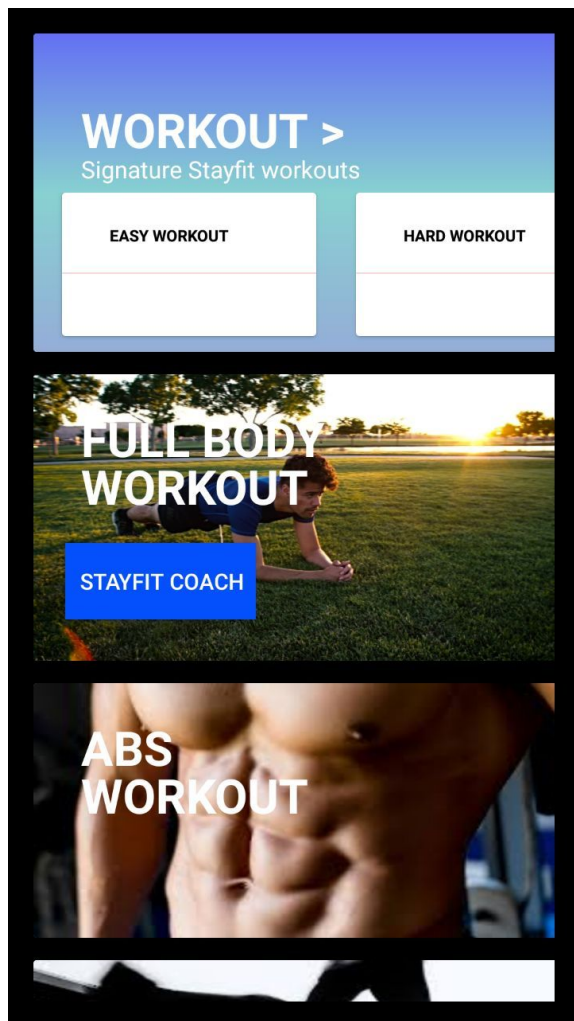 WORKOUT >
Signature Stayfit workouts
EASY WORKOUT
HARD WORKOUT
FULL BODY
WORKOUT
STAYFIT COACH
ABS
WORKOUT